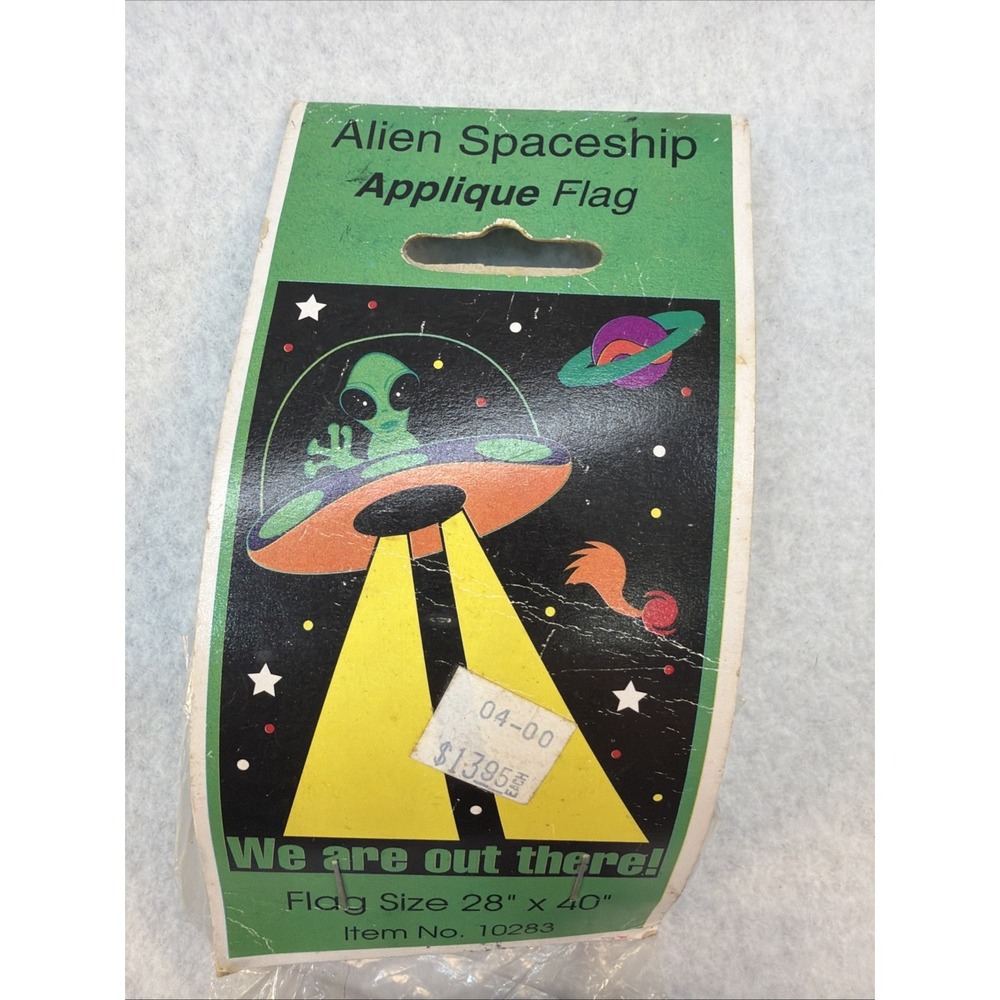 Alien Spaceship
Applique Flag
04-00
$13.95 EACH
We are out there!
Flag Size 28" x 40"
Item No. 10283